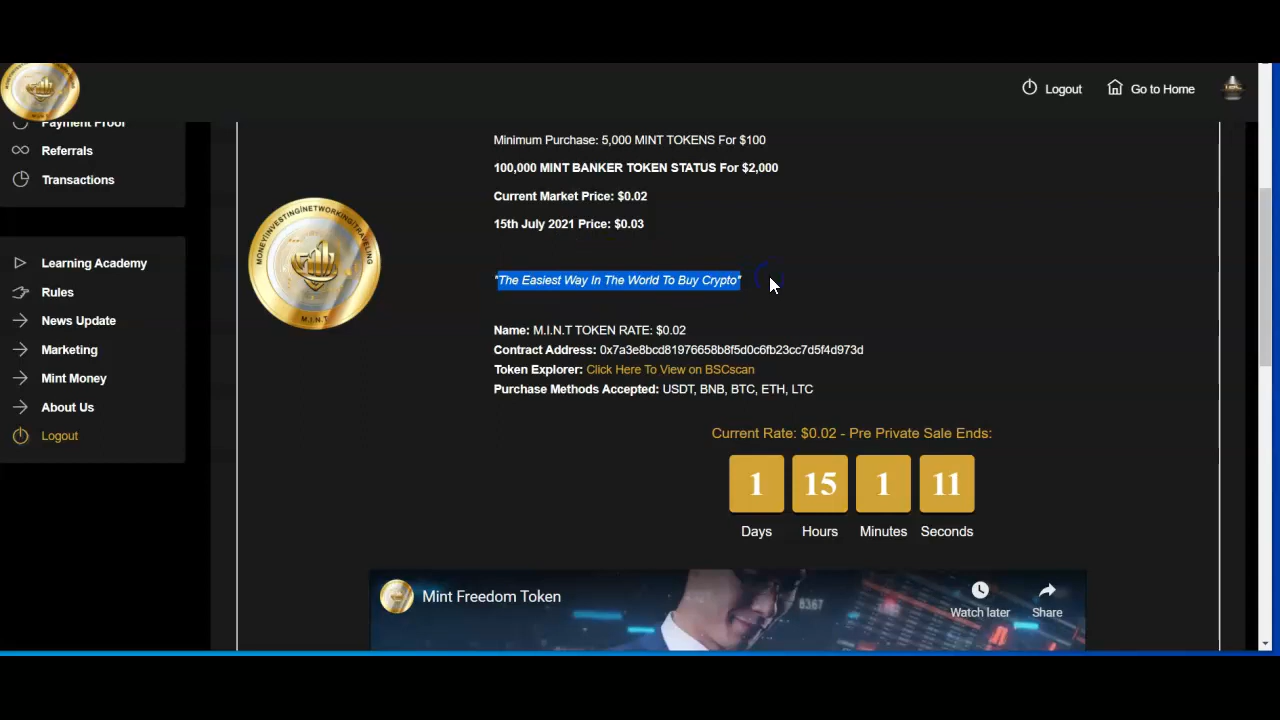 Logout
Go to Home
Payment Proof
Referrals
Transactions
Learning Academy
Rules
News Update
Marketing
Mint Money
About Us
Logout
MONEY|INVESTING|NETWORKING|TRAVELING
M.I.N.T
Minimum Purchase: 5,000 MINT TOKENS For $100
100,000 MINT BANKER TOKEN STATUS For $2,000
Current Market Price: $0.02
15th July 2021 Price: $0.03
"The Easiest Way In The World To Buy Crypto"
Name: M.I.N.T TOKEN RATE: $0.02
Contract Address: 0x7a3e8bcd81976658b8f5d0c6fb23cc7d5f4d973d
Token Explorer: Click Here To View on BSCscan
Purchase Methods Accepted: USDT, BNB, BTC, ETH, LTC
Current Rate: $0.02 - Pre Private Sale Ends:
1 15 1 11
Days Hours Minutes Seconds
Mint Freedom Token
Watch later
Share
8367